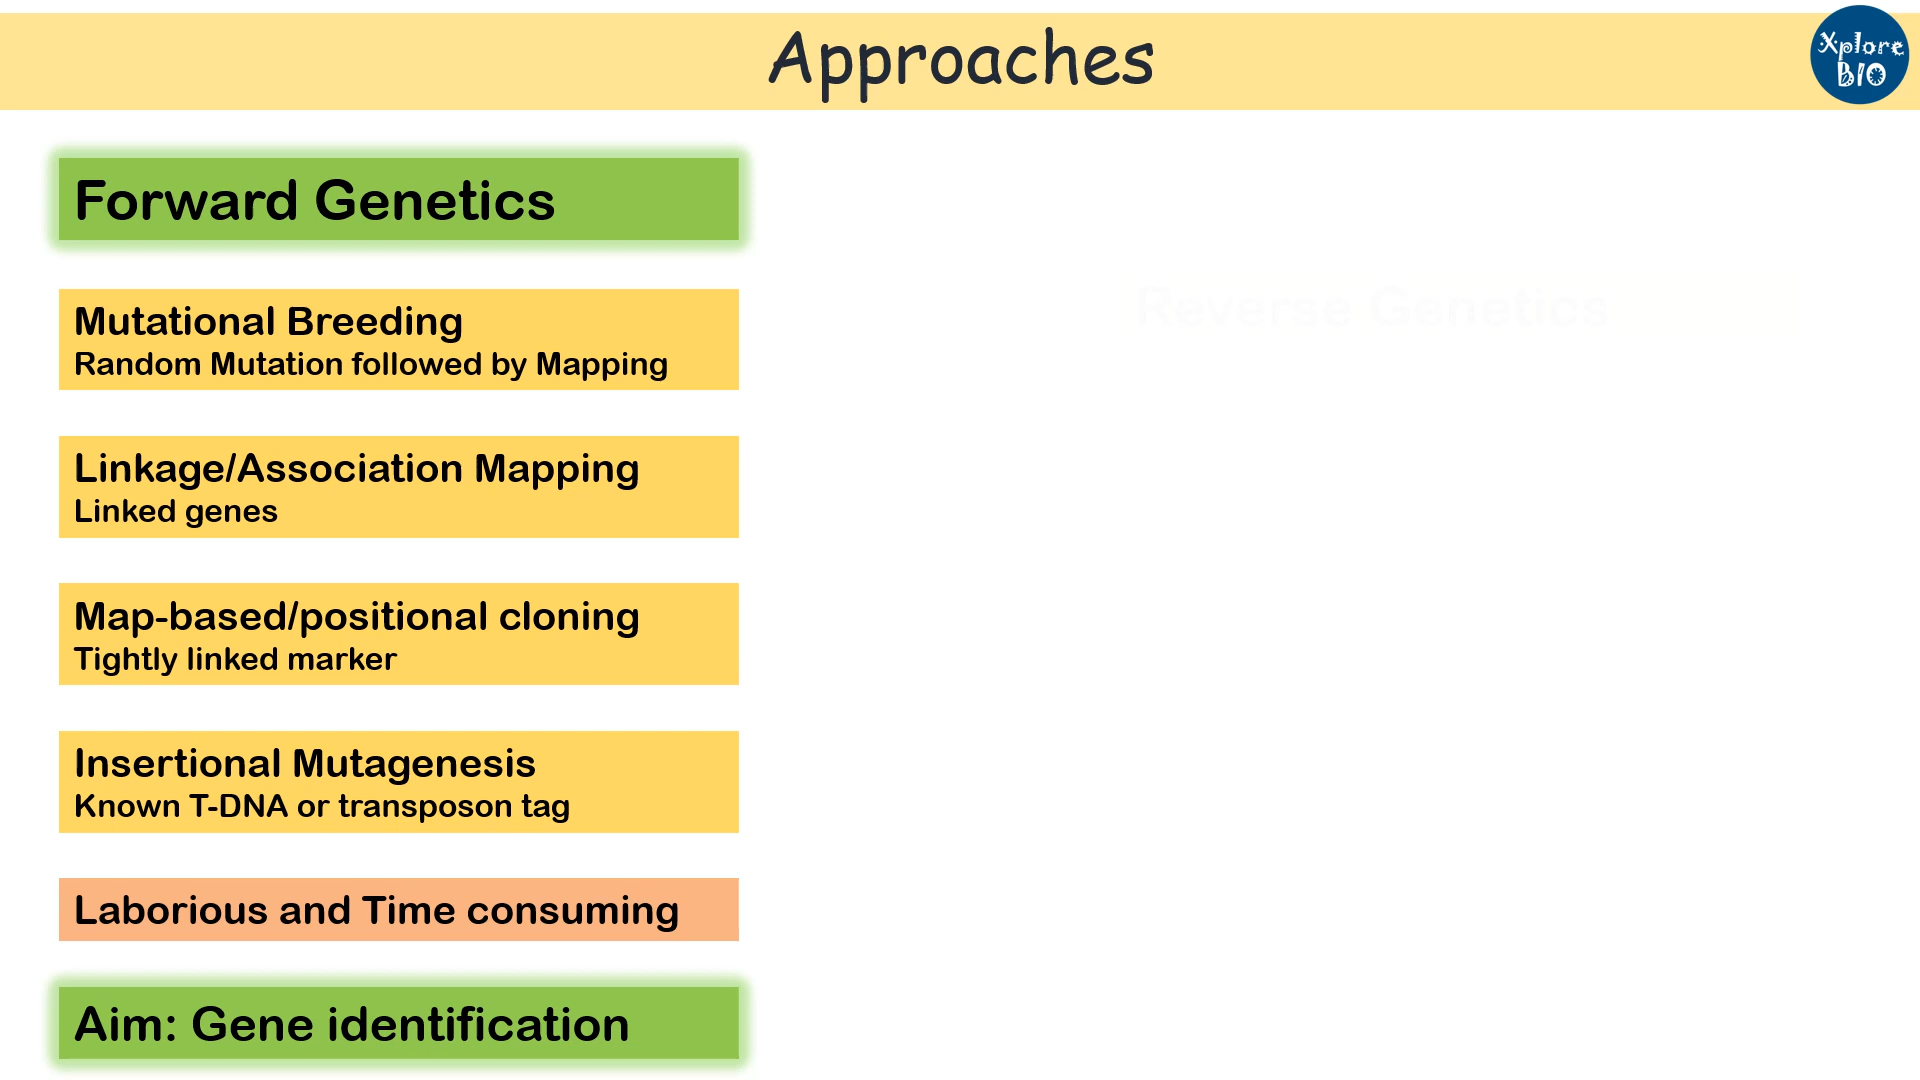 Approaches
Xplore
BIO
Forward Genetics
Reverse Genetics
Mutational Breeding
Random Mutation followed by Mapping
Linkage/Association Mapping
Linked genes
Map-based/positional cloning
Tightly linked marker
Insertional Mutagenesis
Known T-DNA or transposon tag
Laborious and Time consuming
Aim: Gene identification